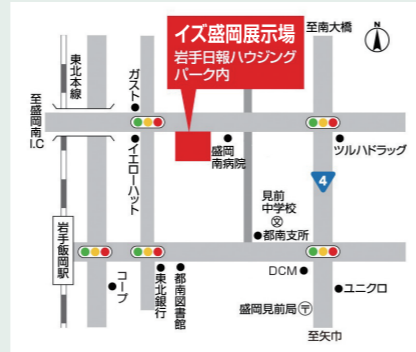 イズ盛岡展示場
岩手日報ハウジング
パーク内
至南大橋
N
東北本線
ガスト
至盛岡南I.C
イエローハット
盛岡
南病院
ツルハドラッグ
4
見前
中学校
文
都南支所
岩手飯岡駅
コープ
東北銀行
都南図書館
DCM
ユニクロ
盛岡見前局〒
至矢巾